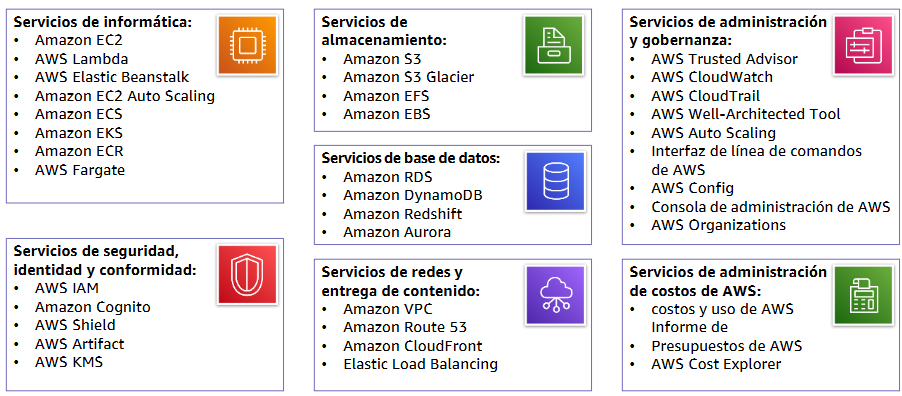 Servicios de informática:
• Amazon EC2
• AWS Lambda
• AWS Elastic Beanstalk
• Amazon EC2 Auto Scaling
• Amazon ECS
• Amazon EKS
• Amazon ECR
• AWS Fargate
Servicios de seguridad,
identidad y conformidad:
• AWS IAM
• Amazon Cognito
• AWS Shield
• AWS Artifact
• AWS KMS
Servicios de
almacenamiento:
• Amazon S3
• Amazon S3 Glacier
• Amazon EFS
• Amazon EBS
Servicios de base de datos:
• Amazon RDS
• Amazon DynamoDB
• Amazon Redshift
• Amazon Aurora
Servicios de redes y
entrega de contenido:
• Amazon VPC
• Amazon Route 53
• Amazon CloudFront
• Elastic Load Balancing
Servicios de administración
y gobernanza:
• AWS Trusted Advisor
• AWS CloudWatch
• AWS CloudTrail
• AWS Well-Architected Tool
• AWS Auto Scaling
• Interfaz de línea de comandos
de AWS
• AWS Config
• Consola de administración de AWS
• AWS Organizations
Servicios de administración
de costos de AWS:
• costos y uso de AWS
Informe de
• Presupuestos de AWS
• AWS Cost Explorer